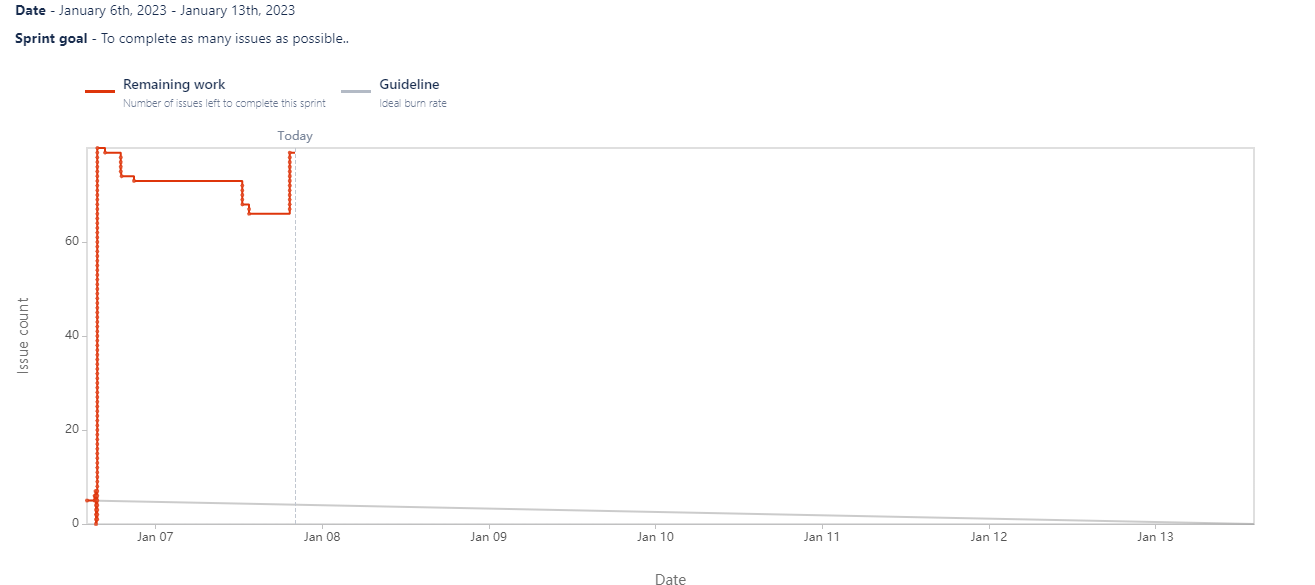 Date - January 6th, 2023 - January 13th, 2023
Sprint goal - To complete as many issues as possible..
Remaining work
Number of issues left to complete this sprint
Guideline
Ideal burn rate
Today
60
40
20
0
Issue count
Jan 07 Jan 08 Jan 09 Jan 10 Jan 11 Jan 12 Jan 13
Date